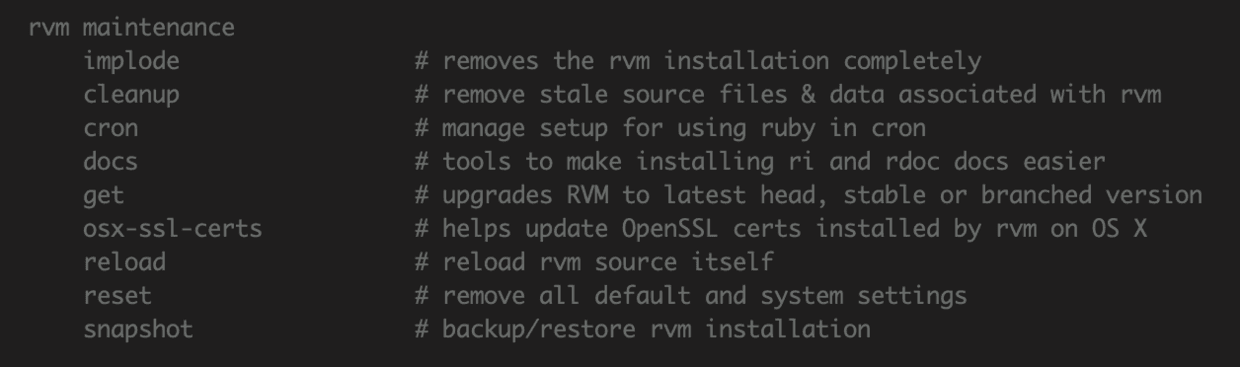 rvm maintenance
implode # removes the rvm installation completely
cleanup # remove stale source files & data associated with rvm
cron # manage setup for using ruby in cron
docs # tools to make installing ri and rdoc docs easier
get # upgrades RVM to latest head, stable or branched version
osx-ssl-certs # helps update OpenSSL certs installed by rvm on OS X
reload # reload rvm source itself
reset # remove all default and system settings
snapshot # backup/restore rvm installation